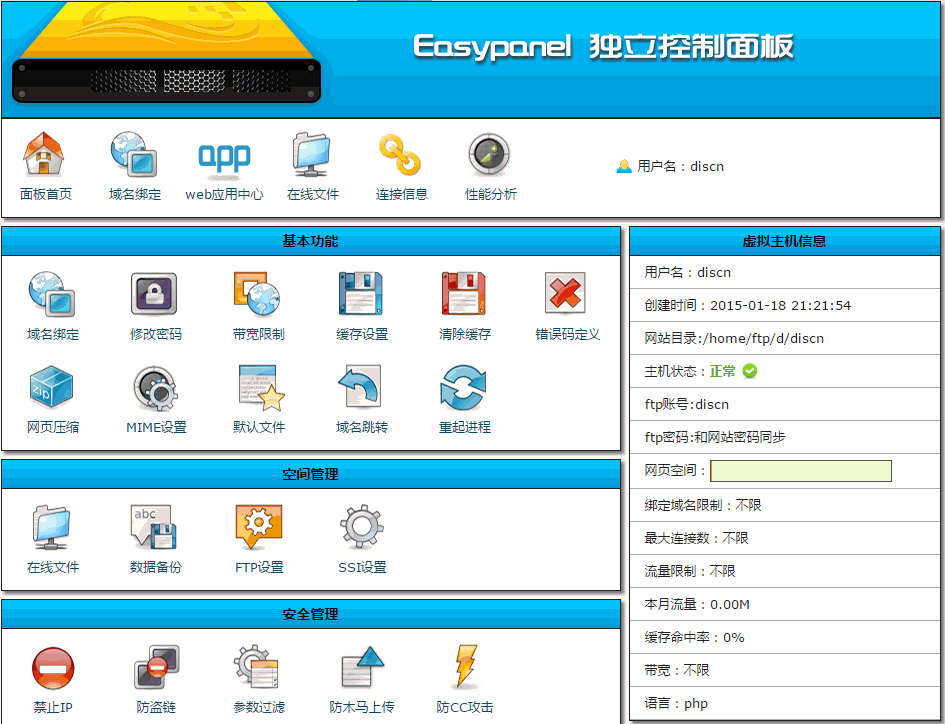 Easypanel 独立控制面板
app
面板首页 域名绑定 web应用中心 在线文件 连接信息 性能分析
用户名：discn
基本功能
域名绑定 修改密码 带宽限制 缓存设置 清除缓存 错误码定义
zip
网页压缩 MIME设置 默认文件 域名跳转 重起进程
空间管理
abc
在线文件 数据备份 FTP设置 SSI设置
安全管理
禁止IP 防盗链 参数过滤 防木马上传 防CC攻击
虚拟主机信息
用户名：discn
创建时间：2015-01-18 21:21:54
网站目录:/home/ftp/d/discn
主机状态：正常
ftp账号:discn
ftp密码:和网站密码同步
网页空间：
绑定域名限制：不限
最大连接数：不限
流量限制：不限
本月流量：0.00M
缓存命中率：0%
带宽：不限
语言：php